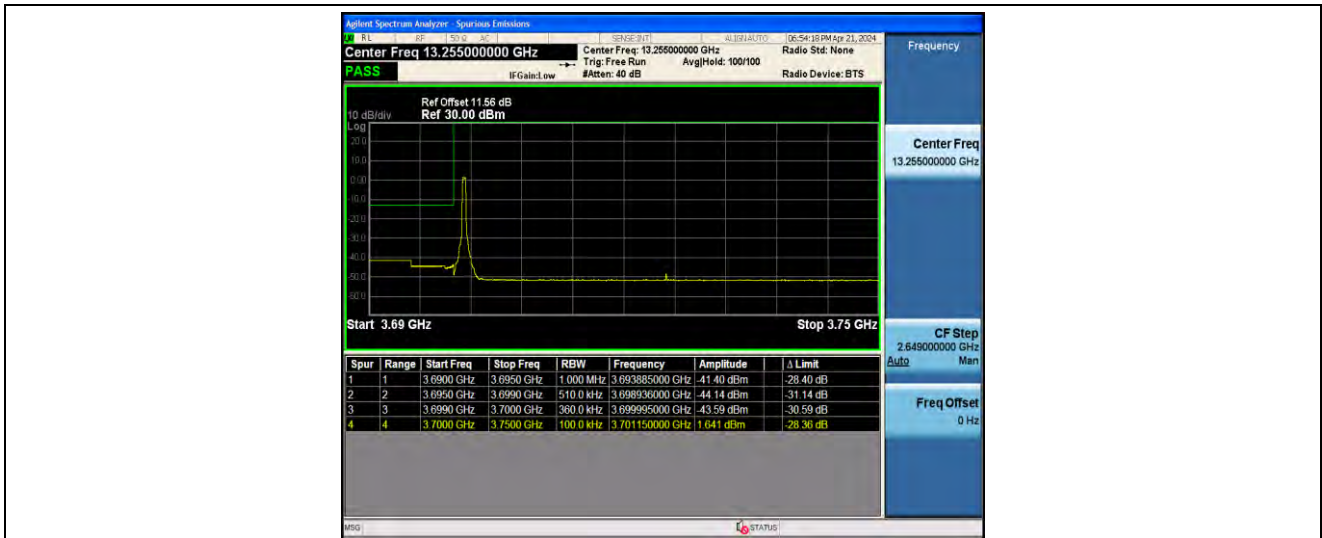 Agilent Spectrum Analyzer - Spurious Emissions
RL RF 50 Ω AC SENSE:INT ALIGNAUTO 06:54:18 PM Apr 21, 2024
Center Freq 13.255000000 GHz Center Freq: 13.255000000 GHz Radio Std: None
Trig: Free Run Avg|Hold: 100/100
PASS IFGain:Low #Atten: 40 dB Radio Device: BTS
Frequency
Ref Offset 11.56 dB
10 dB/div Ref 30.00 dBm
Log
20.0
10.0
0.00
-10.0
-20.0
-30.0
-40.0
-50.0
-60.0
Start 3.69 GHz Stop 3.75 GHz
Spur Range Start Freq Stop Freq RBW Frequency Amplitude Δ Limit
1 1 3.6900 GHz 3.6950 GHz 1.000 MHz 3.693885000 GHz -41.40 dBm -28.40 dB
2 2 3.6950 GHz 3.6990 GHz 510.0 kHz 3.698936000 GHz -44.14 dBm -31.14 dB
3 3 3.6990 GHz 3.7000 GHz 360.0 kHz 3.699995000 GHz -43.59 dBm -30.59 dB
4 4 3.7000 GHz 3.7500 GHz 100.0 kHz 3.701150000 GHz 1.641 dBm -28.36 dB
Center Freq
13.255000000 GHz
CF Step
2.649000000 GHz
Auto Man
Freq Offset
0 Hz
MSG STATUS